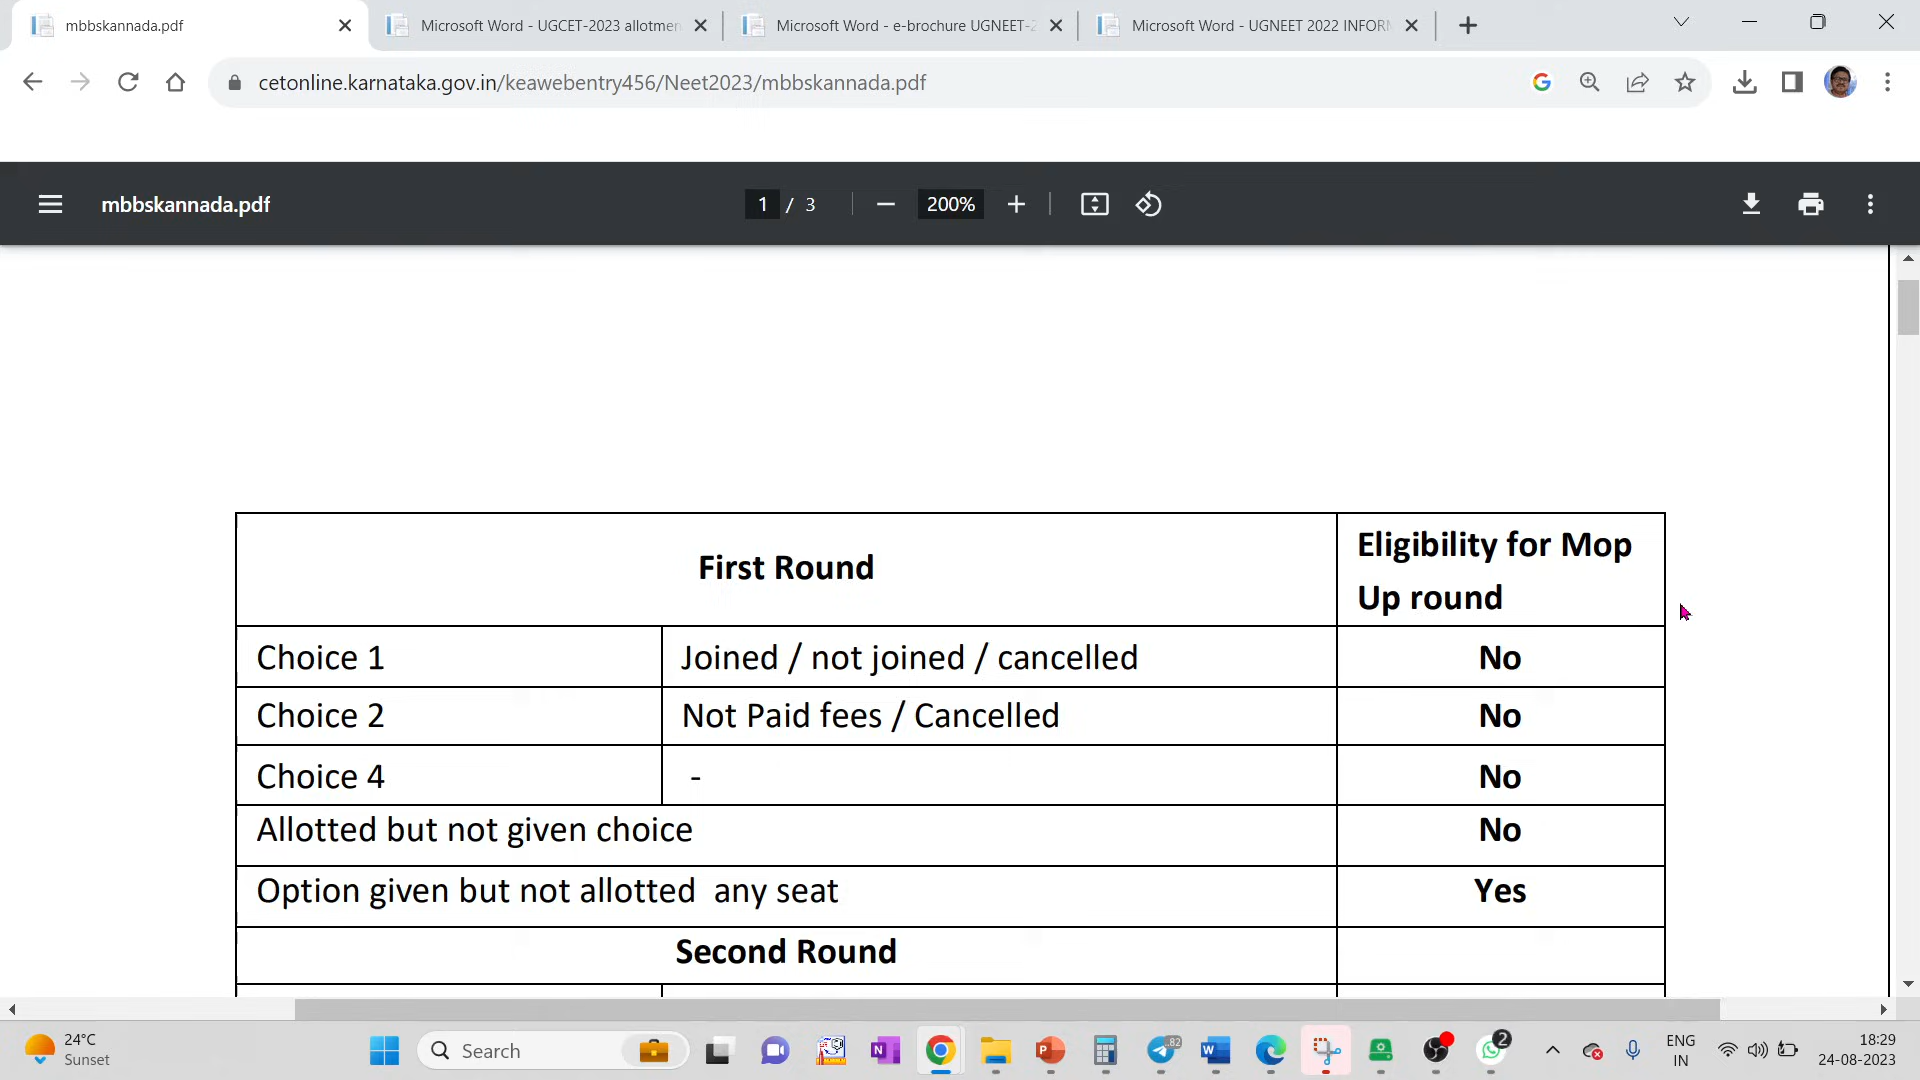 mbbskannada.pdf
Microsoft Word - UGCET-2023 allotmen
Microsoft Word - e-brochure UGNEET-2
Microsoft Word - UGNEET 2022 INFORM
cetonline.karnataka.gov.in/keawebentry456/Neet2023/mbbskannada.pdf
mbbskannada.pdf
1 / 3
200%
First Round
Eligibility for Mop
Up round
Choice 1 Joined / not joined / cancelled No
Choice 2 Not Paid fees / Cancelled No
Choice 4 - No
Allotted but not given choice No
Option given but not allotted any seat Yes
Second Round
24°C
Sunset
Search
82
2
ENG
IN
18:29
24-08-2023